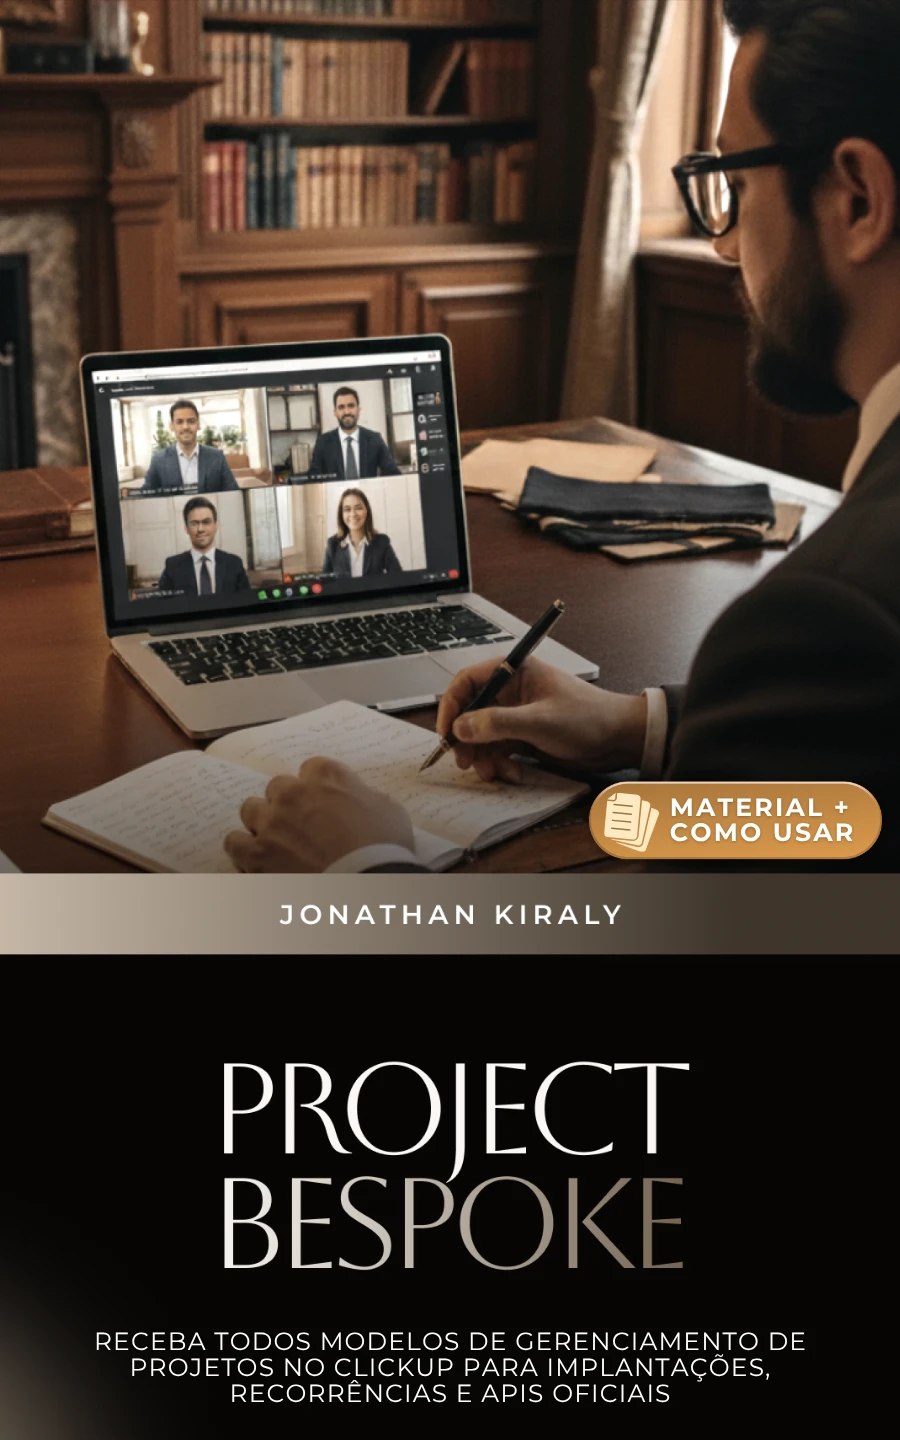 MATERIAL +
COMO USAR
JONATHAN KIRALY
PROJECT
BESPOKE
RECEBA TODOS MODELOS DE GERENCIAMENTO DE
PROJETOS NO CLICKUP PARA IMPLANTAÇÕES,
RECORRÊNCIAS E APIS OFICIAIS